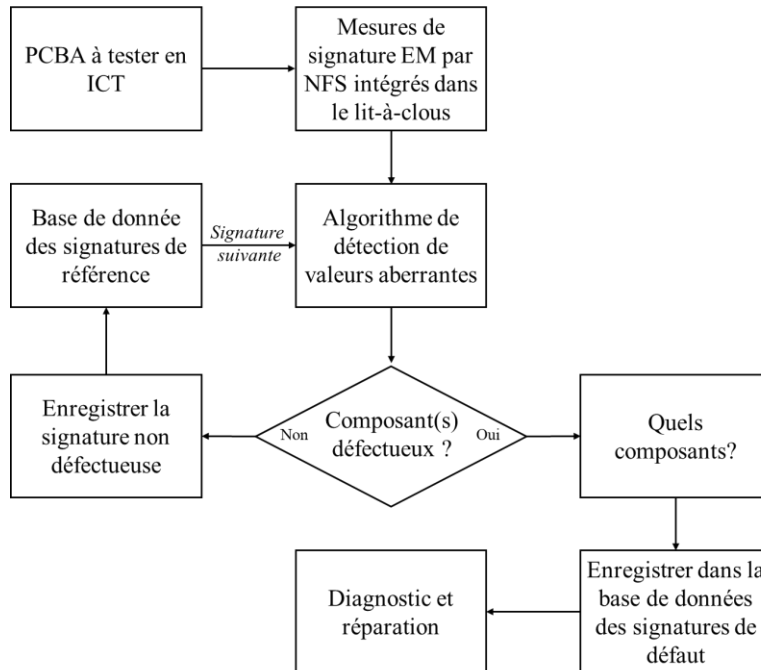 PCBA à tester en
ICT
Mesures de
signature EM par
NFS intégrés dans
le lit-à-clous
Base de donnée
des signatures de
référence
Signature
suivante
Algorithme de
détection de
valeurs aberrantes
Enregistrer la
signature non
défectueuse
Non
Composant(s)
défectueux ?
Oui
Quels
composants?
Diagnostic et
réparation
Enregistrer dans la
base de données
des signatures de
défaut